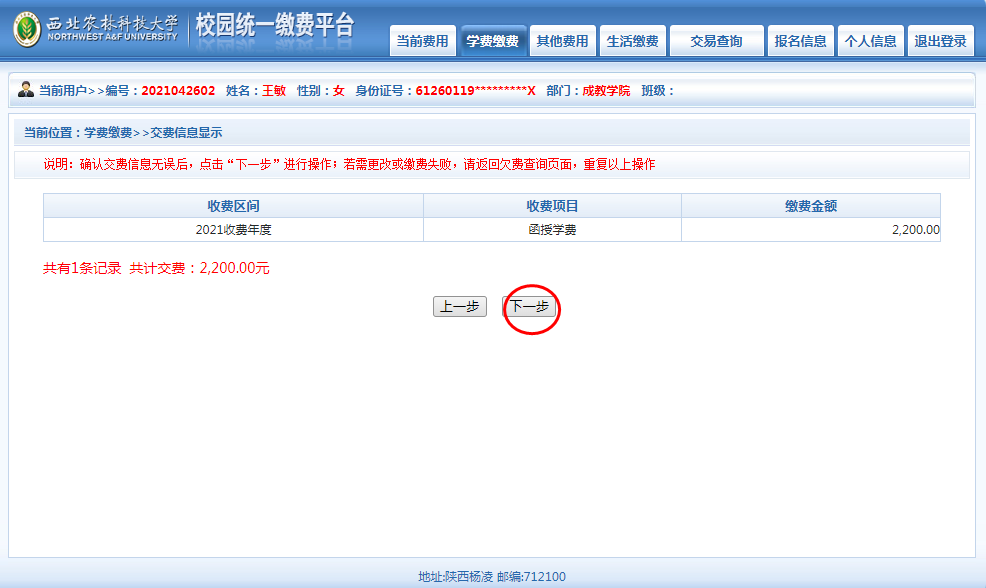 西北农林科技大学
NORTHWEST A&F UNIVERSITY
校园统一缴费平台
当前费用 学费缴费 其他费用 生活缴费 交易查询 报名信息 个人信息 退出登录
当前用户>>编号：2021042602 姓名：王敏 性别：女 身份证号：61260119*********X 部门：成教学院 班级：
当前位置：学费缴费>>交费信息显示
说明：确认交费信息无误后，点击“下一步”进行操作；若需更改或缴费失败，请返回欠费查询页面，重复以上操作
收费区间 收费项目 缴费金额
2021收费年度 函授学费 2,200.00
共有1条记录 共计交费：2,200.00元
上一步 下一步
地址:陕西杨凌 邮编:712100